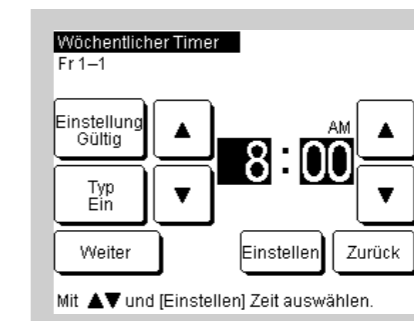 Wöchentlicher Timer
Fr 1–1
Einstellung
Gültig
▲
AM
8:00
▲
Typ
Ein
▼
▼
Weiter
Einstellen
Zurück
Mit ▲▼ und [Einstellen] Zeit auswählen.